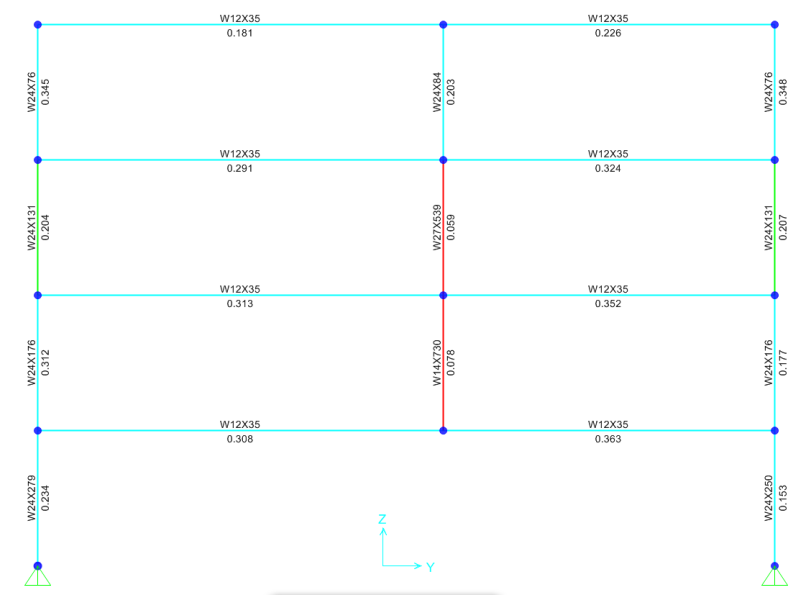 W12X35
0.181
W12X35
0.226
W24X76
0.345
W24X84
0.203
W24X76
0.348
W12X35
0.291
W12X35
0.324
W24X131
0.204
W27X539
0.059
W24X131
0.207
W12X35
0.313
W12X35
0.352
W24X176
0.312
W14X730
0.078
W24X176
0.177
W12X35
0.308
W12X35
0.363
W24X279
0.234
W24X250
0.153
Z
Y